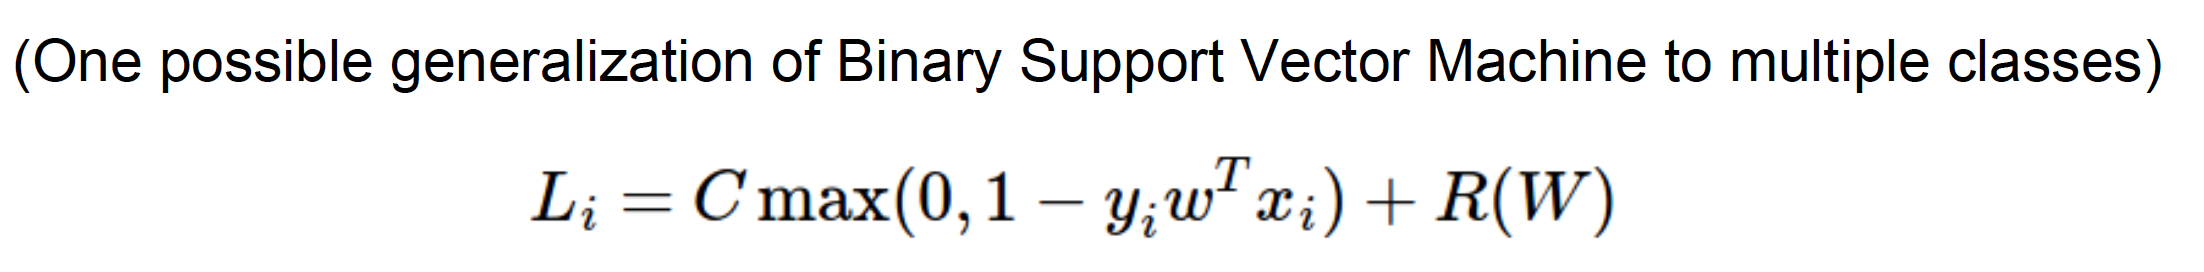 (One possible generalization of Binary Support Vector Machine to multiple classes)
L_i = C max(0, 1 − y_i w^T x_i) + R(W)